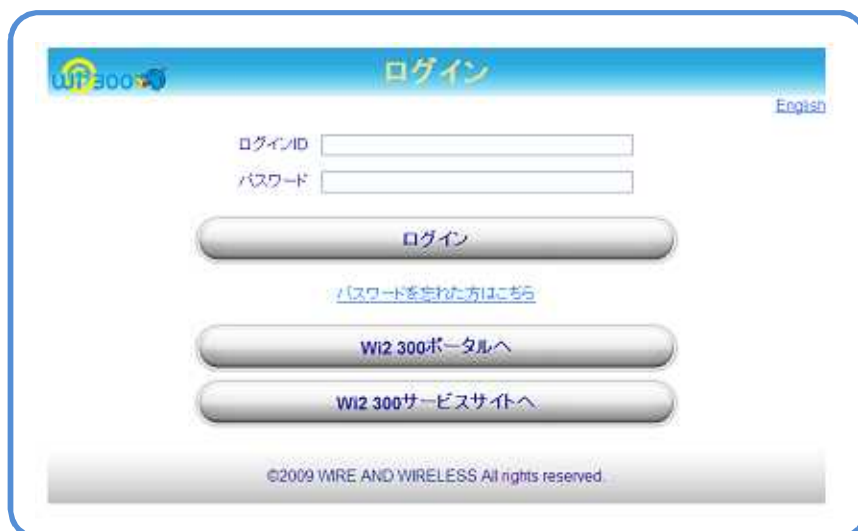 Wi2 300
ログイン
English
ログインID
パスワード
ログイン
パスワードを忘れた方はこちら
Wi2 300ポータルへ
Wi2 300サービスサイトへ
©2009 WIRE AND WIRELESS All rights reserved.